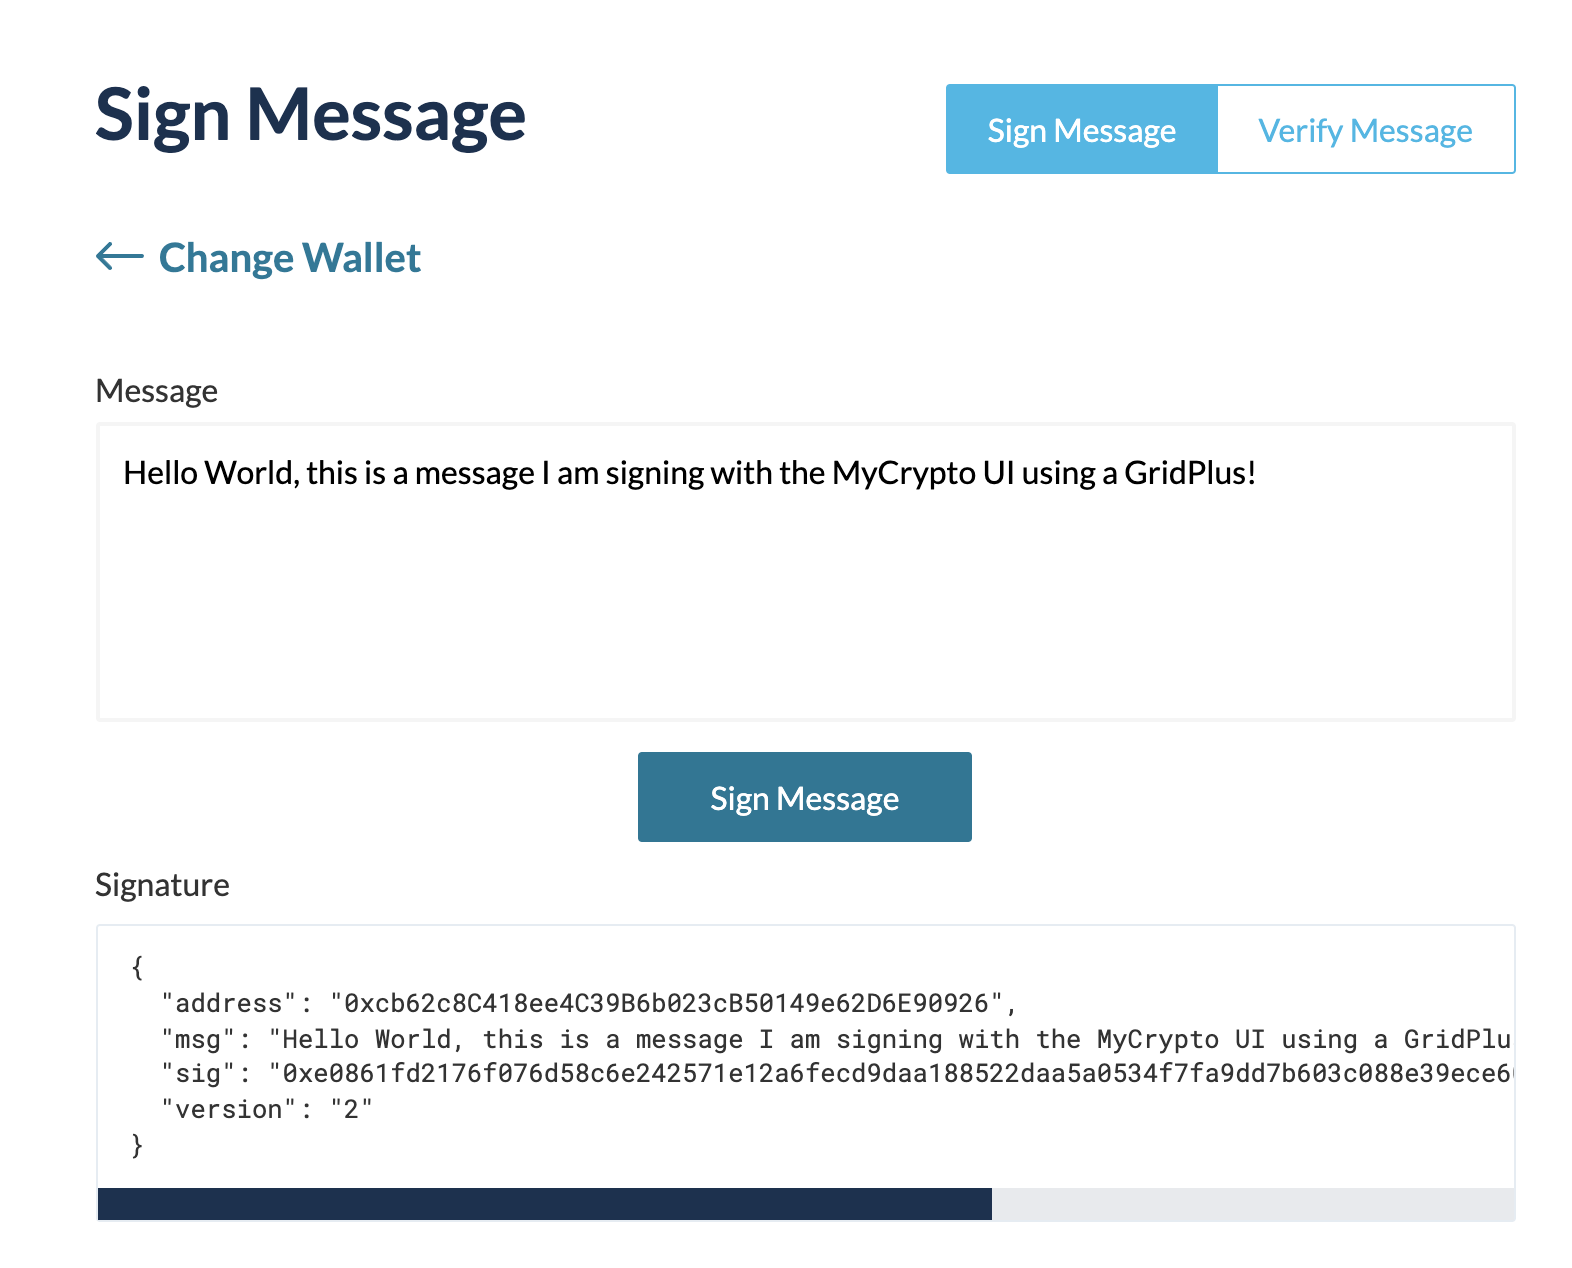 Sign Message
Sign Message
Verify Message
← Change Wallet
Message
Hello World, this is a message I am signing with the MyCrypto UI using a GridPlus!
Sign Message
Signature
{
"address": "0xcb62c8C418ee4C39B6b023cB50149e62D6E90926",
"msg": "Hello World, this is a message I am signing with the MyCrypto UI using a GridPlu
"sig": "0xe0861fd2176f076d58c6e242571e12a6fecd9daa188522daa5a0534f7fa9dd7b603c088e39ece6
"version": "2"
}